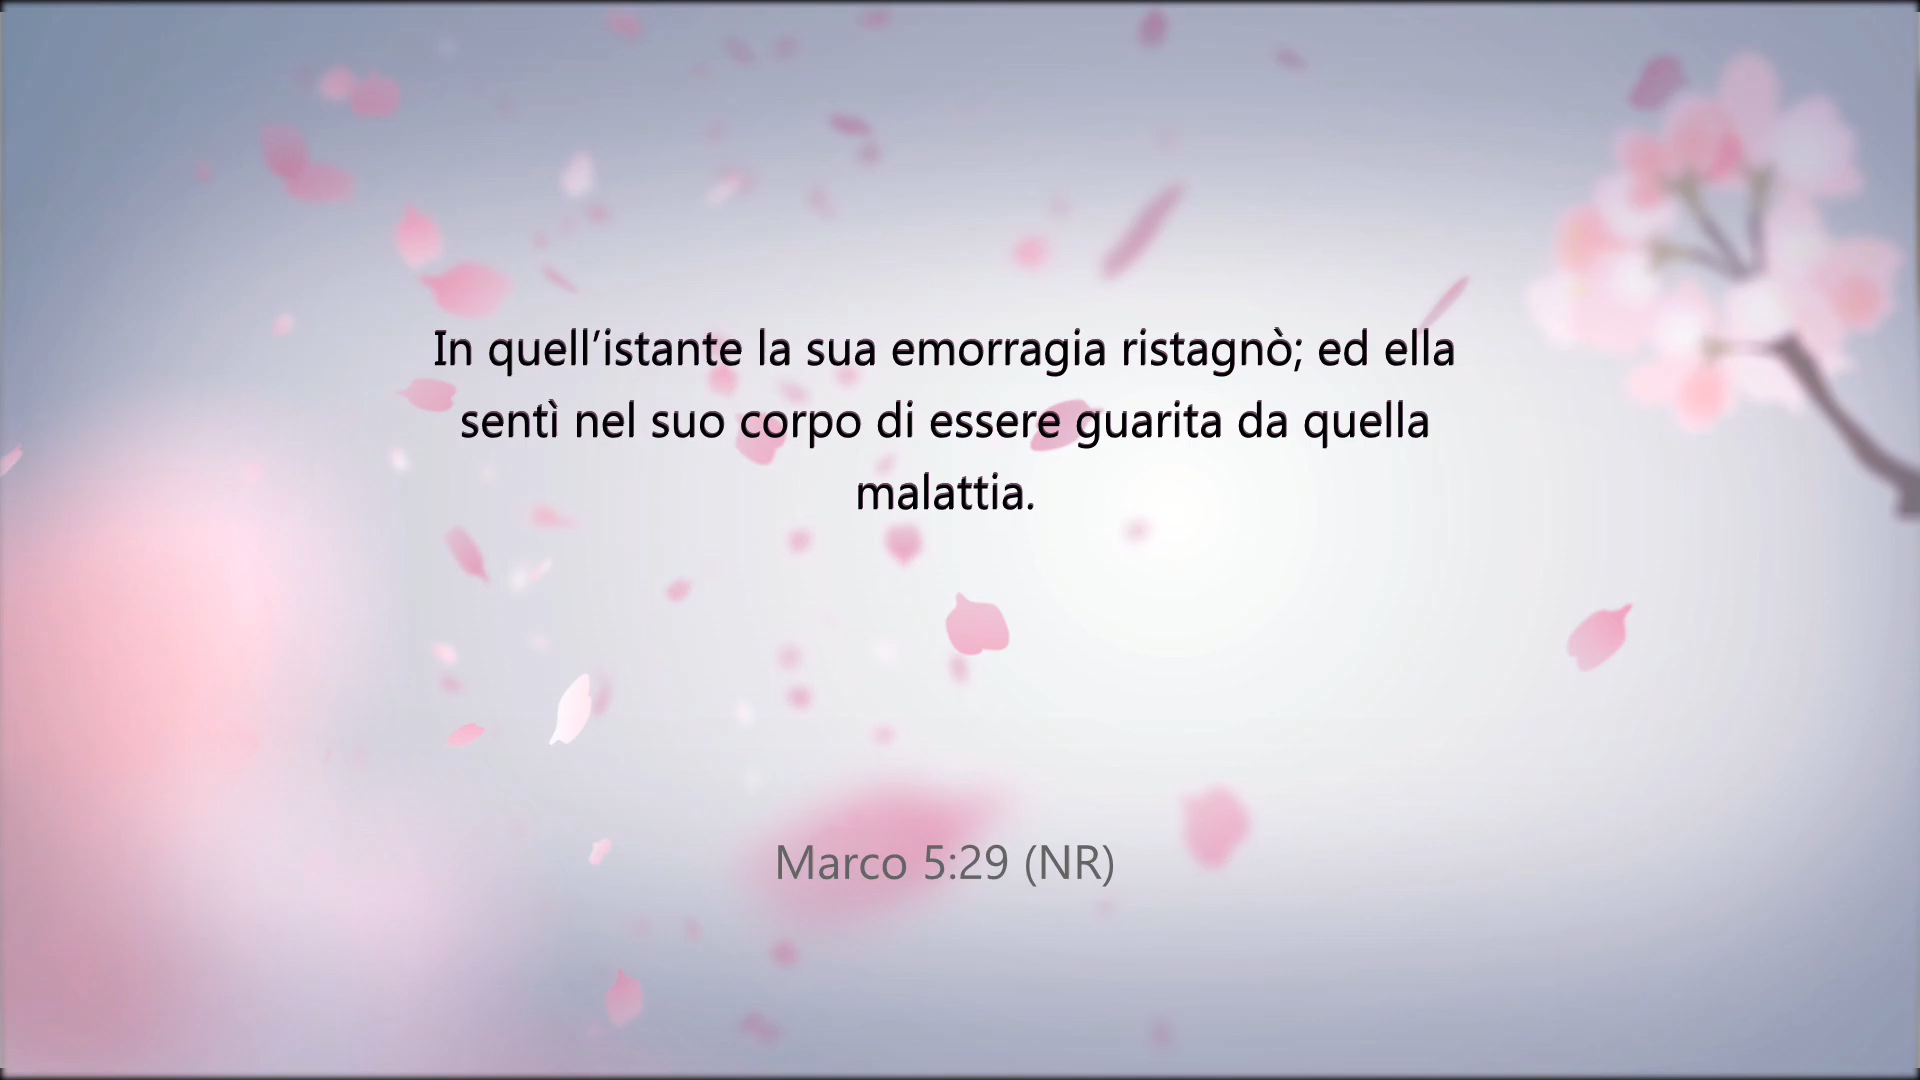 In quell’istante la sua emorragia ristagnò; ed ella
sentì nel suo corpo di essere guarita da quella
malattia.
Marco 5:29 (NR)